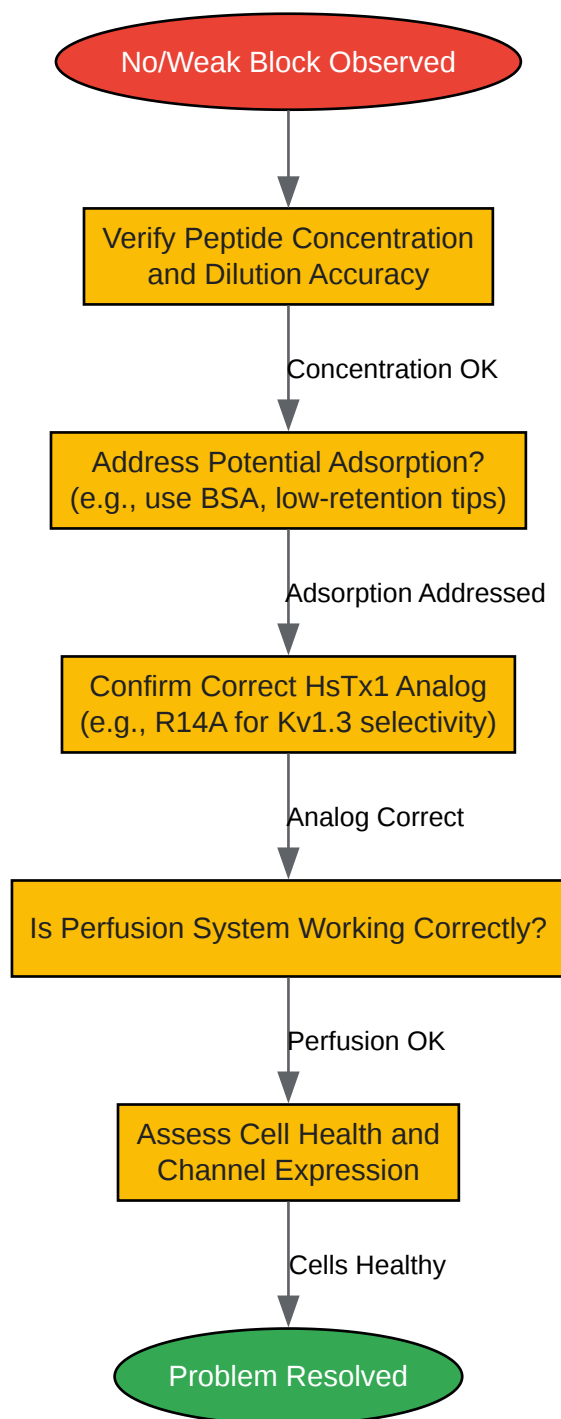 No/Weak Block Observed
Verify Peptide Concentration
and Dilution Accuracy
Concentration OK
Address Potential Adsorption?
(e.g., use BSA, low-retention tips)
Adsorption Addressed
Confirm Correct HsTx1 Analog
(e.g., R14A for Kv1.3 selectivity)
Analog Correct
Is Perfusion System Working Correctly?
Perfusion OK
Assess Cell Health and
Channel Expression
Cells Healthy
Problem Resolved